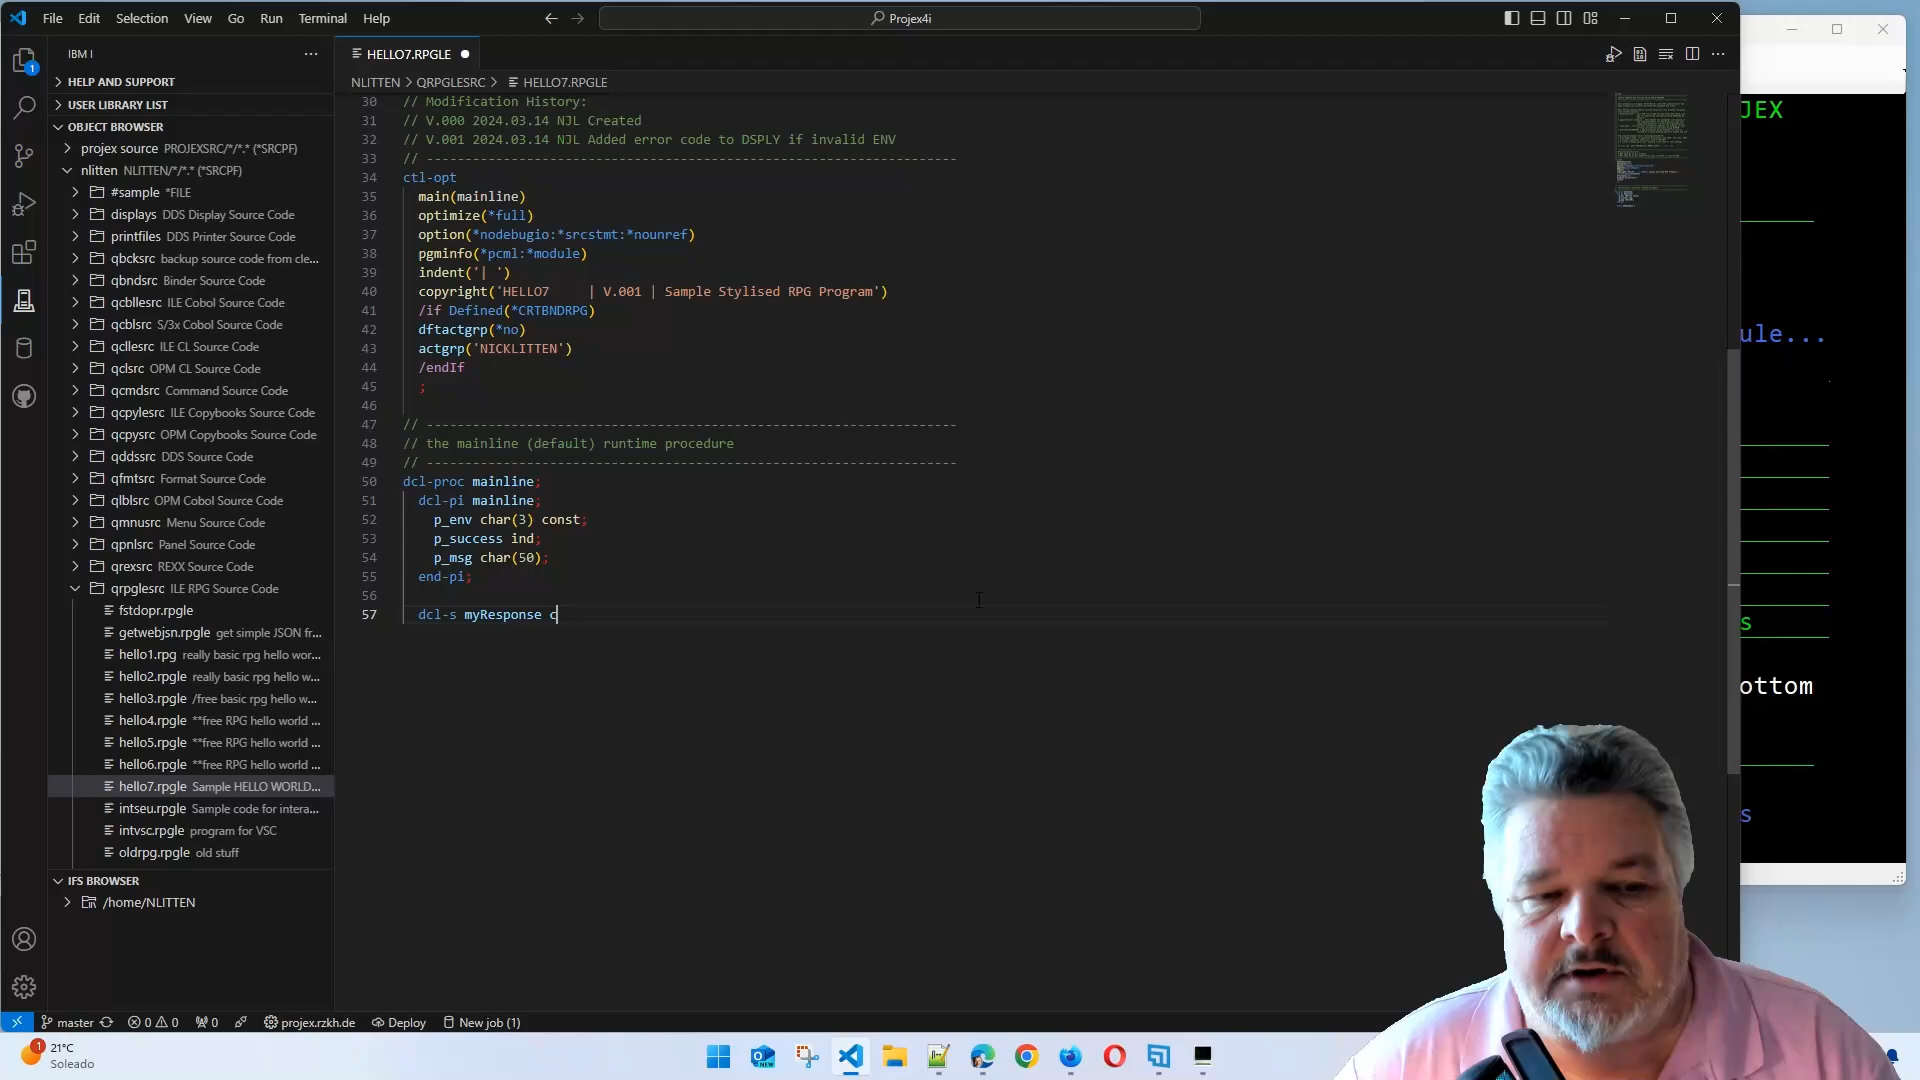 File Edit Selection View Go Run Terminal Help
Projex4i
IBM I
HELP AND SUPPORT
USER LIBRARY LIST
OBJECT BROWSER
projex source PROJEXSRC/*/*.* (*SRCPF)
nlitten NLITTEN/*/*.* (*SRCPF)
#sample *FILE
displays DDS Display Source Code
printfiles DDS Printer Source Code
qbcksrc backup source code from cle...
qbndsrc Binder Source Code
qcbllesrc ILE Cobol Source Code
qcblsrc S/3x Cobol Source Code
qcllesrc ILE CL Source Code
qclsrc OPM CL Source Code
qcmdsrc Command Source Code
qcpylesrc ILE Copybooks Source Code
qcpysrc OPM Copybooks Source Code
qddssrc DDS Source Code
qfmtsrc Format Source Code
qlblsrc OPM Cobol Source Code
qmnusrc Menu Source Code
qpnlsrc Panel Source Code
qrexsrc REXX Source Code
qrpglesrc ILE RPG Source Code
fstdopr.rpgle
getwebjsn.rpgle get simple JSON fr...
hello1.rpg really basic rpg hello wor...
hello2.rpgle really basic rpg hello w...
hello3.rpgle /free basic rpg hello w...
hello4.rpgle **free RPG hello world ...
hello5.rpgle **free RPG hello world ...
hello6.rpgle **free RPG hello world ...
hello7.rpgle Sample HELLO WORLD...
intseu.rpgle Sample code for intera...
intvsc.rpgle program for VSC
oldrpg.rpgle old stuff
IFS BROWSER
/home/NLITTEN
HELLO7.RPGLE
NLITTEN > QRPGLESRC > HELLO7.RPGLE
30 // Modification History:
31 // V.000 2024.03.14 NJL Created
32 // V.001 2024.03.14 NJL Added error code to DSPLY if invalid ENV
33 // ---------------------------------------------------------------------
34 ctl-opt
35 main(mainline)
36 optimize(*full)
37 option(*nodebugio:*srcstmt:*nounref)
38 pgminfo(*pcml:*module)
39 indent('| ')
40 copyright('HELLO7     | V.001 | Sample Stylised RPG Program')
41 /if Defined(*CRTBNDRPG)
42 dftactgrp(*no)
43 actgrp('NICKLITTEN')
44 /endIf
45 ;
46
47 // ---------------------------------------------------------------------
48 // the mainline (default) runtime procedure
49 // ---------------------------------------------------------------------
50 dcl-proc mainline;
51 dcl-pi mainline;
52 p_env char(3) const;
53 p_success ind;
54 p_msg char(50);
55 end-pi;
56
57 dcl-s myResponse c
JEX
ule...
s
ottom
s
master 0 0 0 projex.rzkh.de Deploy New job (1)
1 21°C
Soleado